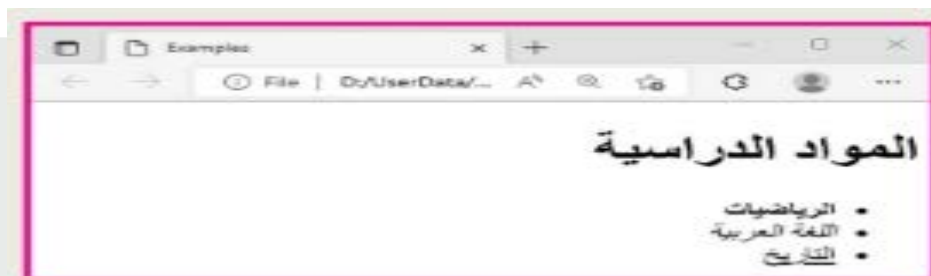 Examples
File | D:/UserData/...
المواد الدراسية
• الرياضيات
• اللغة العربية
• التاريخ